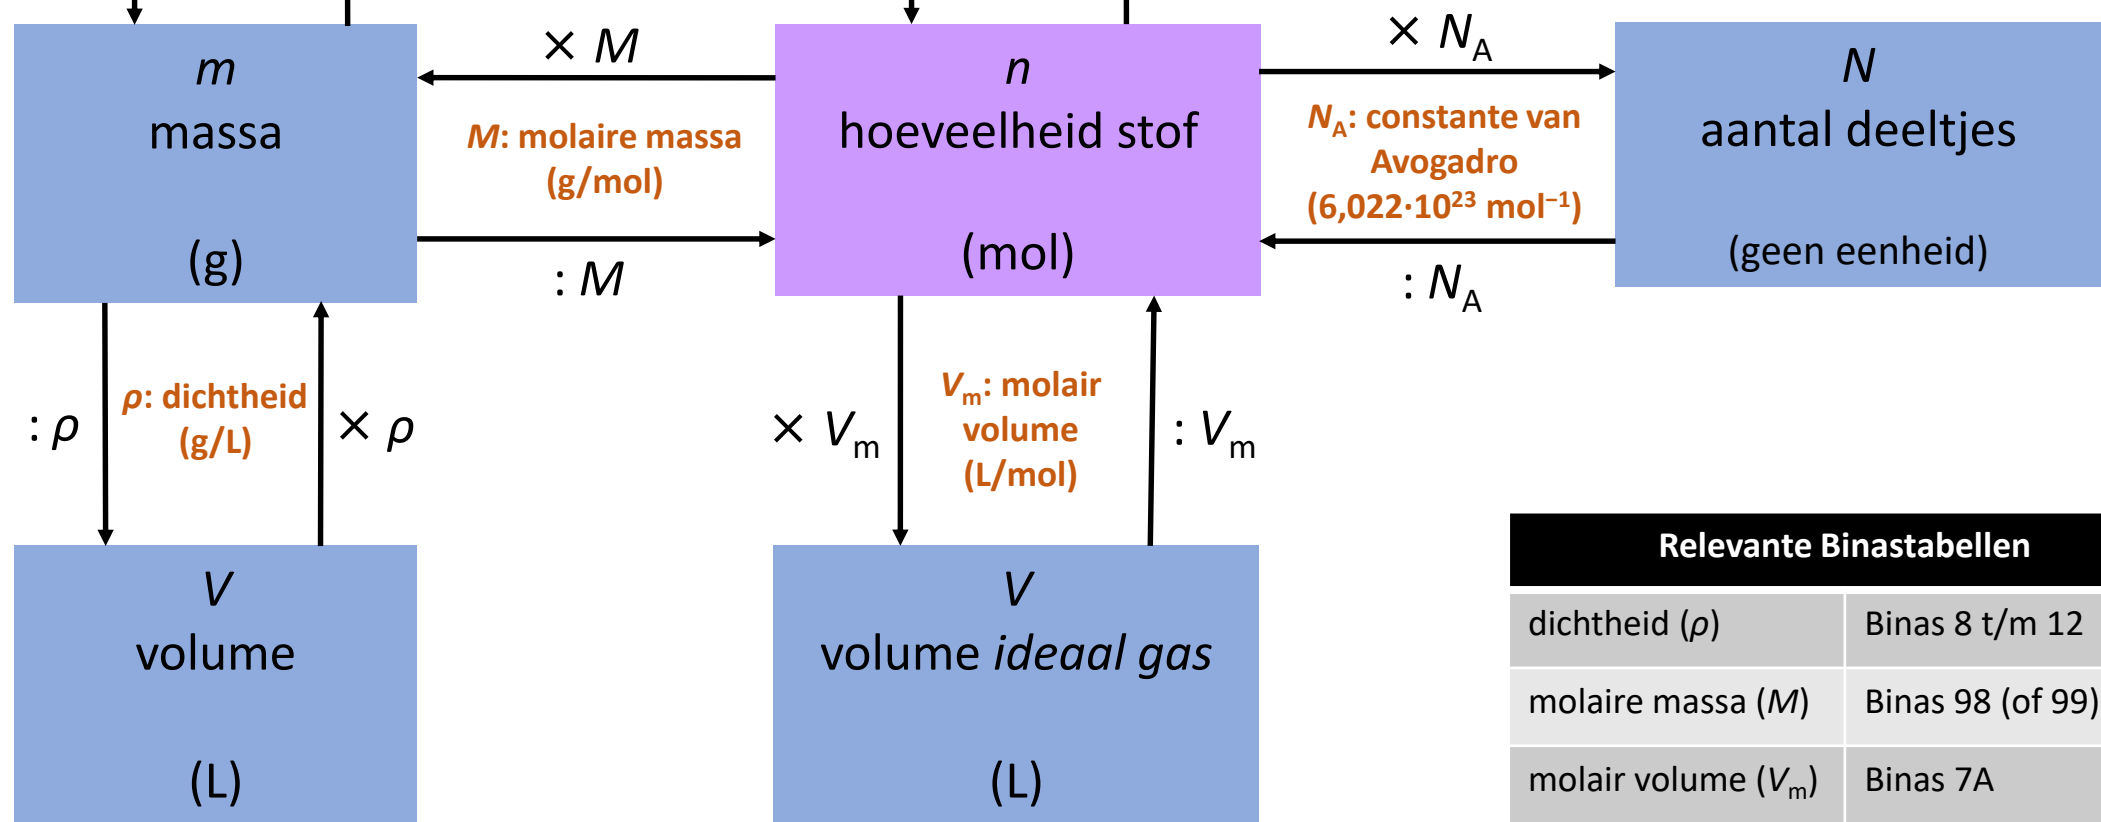 m
massa
(g)
× M
M: molaire massa
(g/mol)
: M
n
hoeveelheid stof
(mol)
× N_A
N_A: constante van
Avogadro
(6,022·10²³ mol⁻¹)
: N_A
N
aantal deeltjes
(geen eenheid)
: ρ
ρ: dichtheid
(g/L)
× ρ
× V_m
V_m: molair
volume
(L/mol)
: V_m
V
volume
(L)
V
volume ideaal gas
(L)
Relevante Binastabellen
dichtheid (ρ) Binas 8 t/m 12
molaire massa (M) Binas 98 (of 99)
molair volume (V_m) Binas 7A